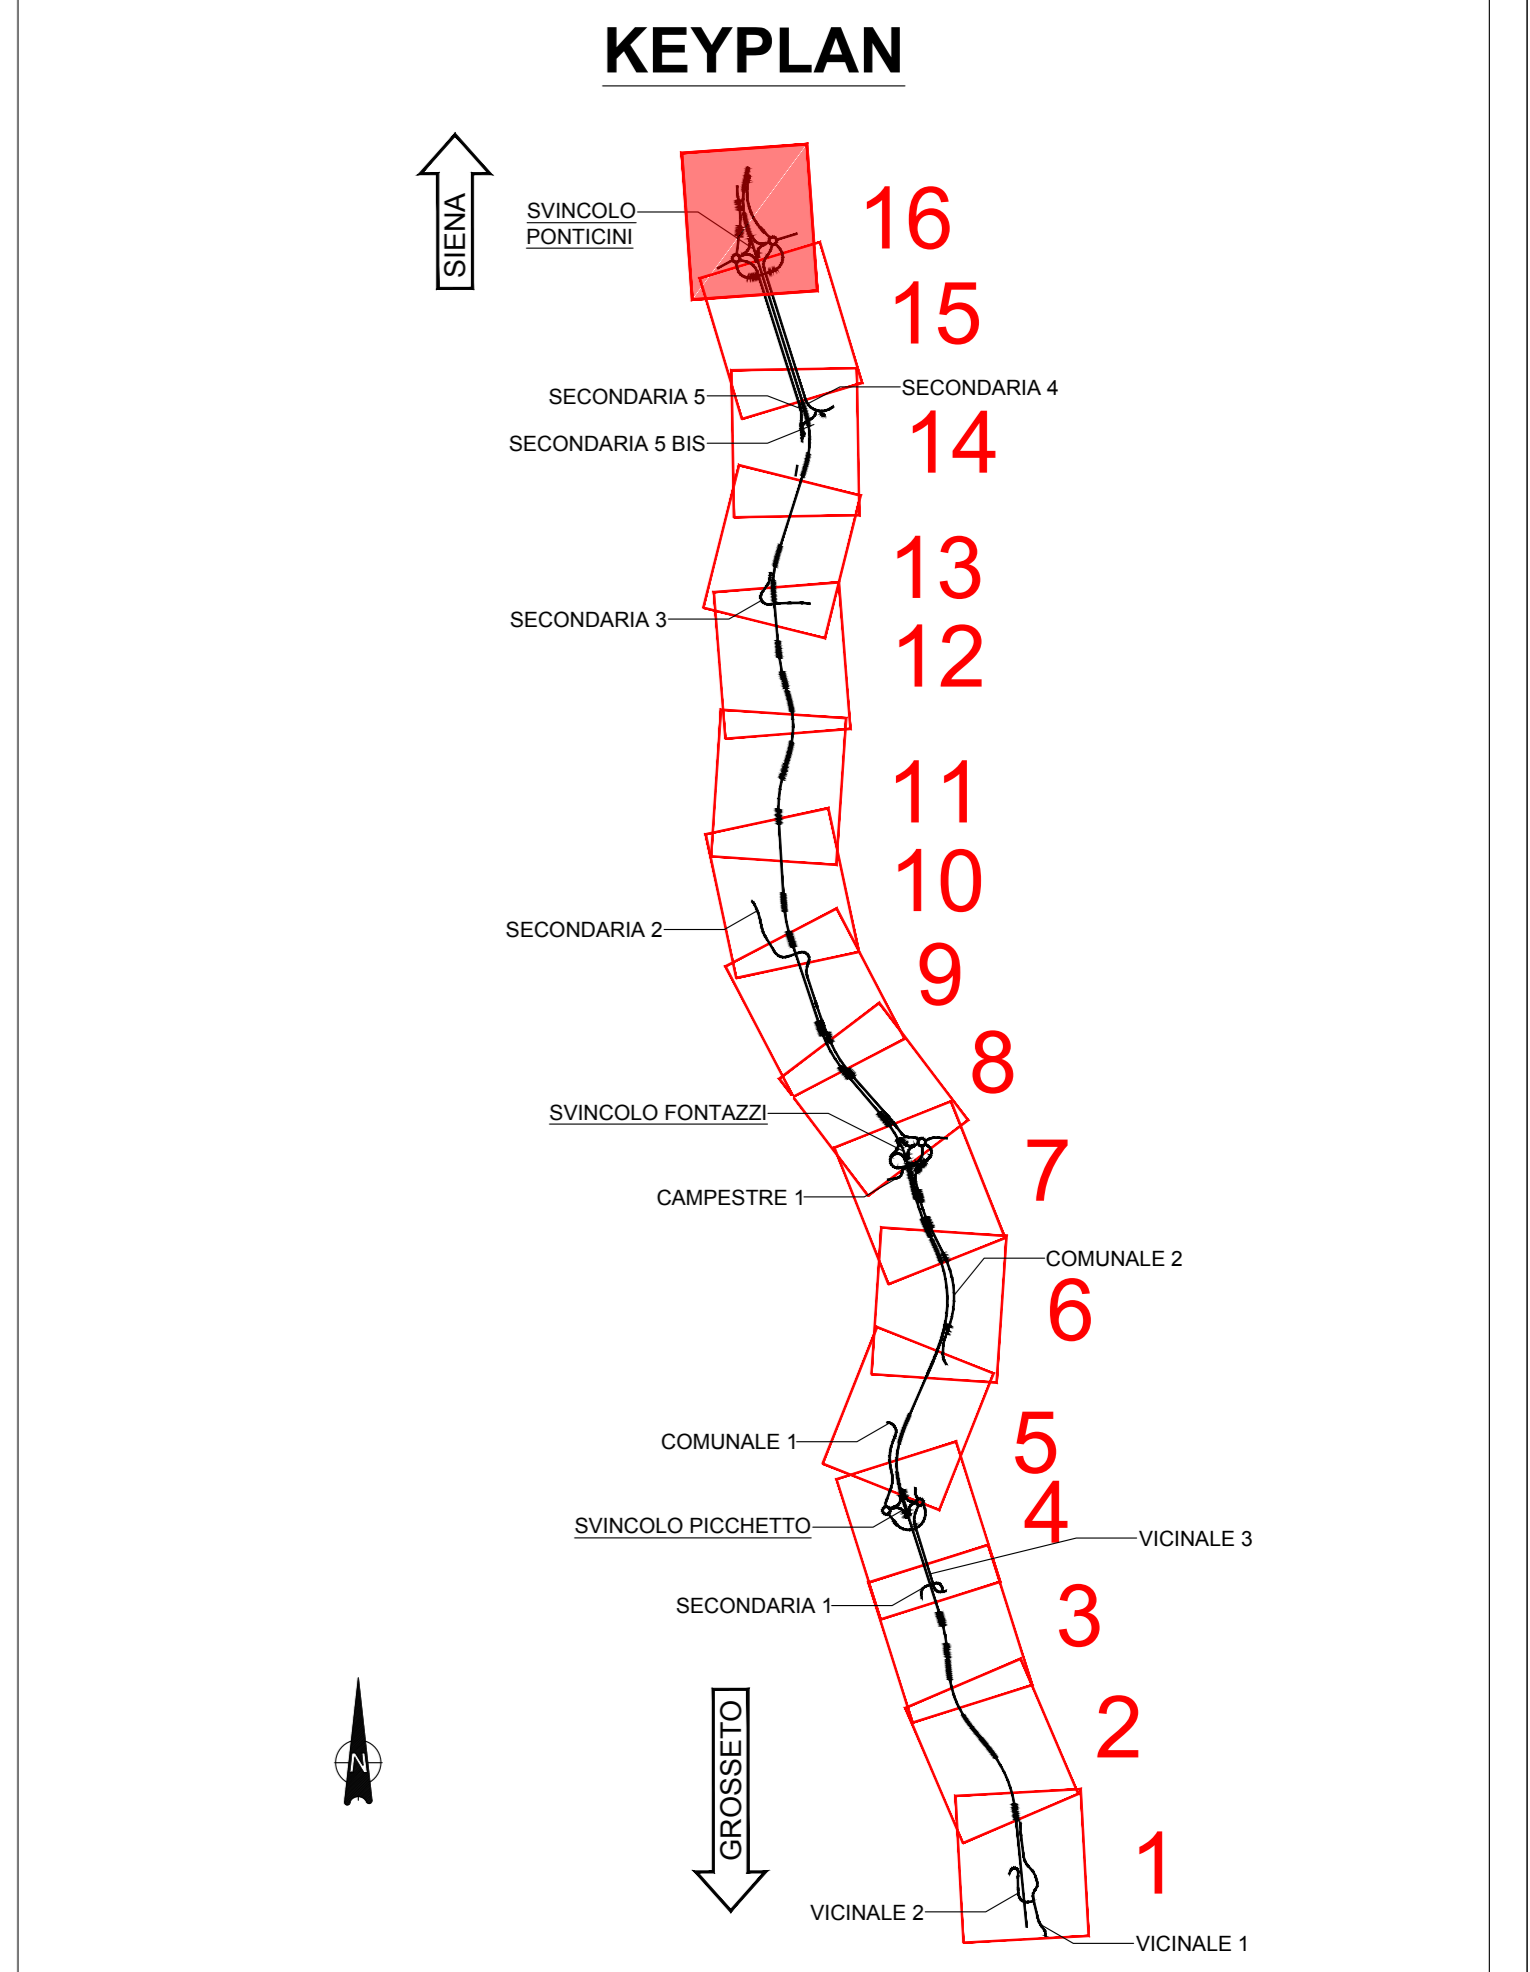 KEYPLAN
SIENA
SVINCOLO
PONTICINI
16
15
SECONDARIA 5
SECONDARIA 4
SECONDARIA 5 BIS
14
13
SECONDARIA 3
12
11
10
SECONDARIA 2
9
8
SVINCOLO FONTAZZI
7
CAMPESTRE 1
COMUNALE 2
6
COMUNALE 1
5
4
SVINCOLO PICCHETTO
VICINALE 3
SECONDARIA 1
3
2
N
GROSSETO
1
VICINALE 2
VICINALE 1